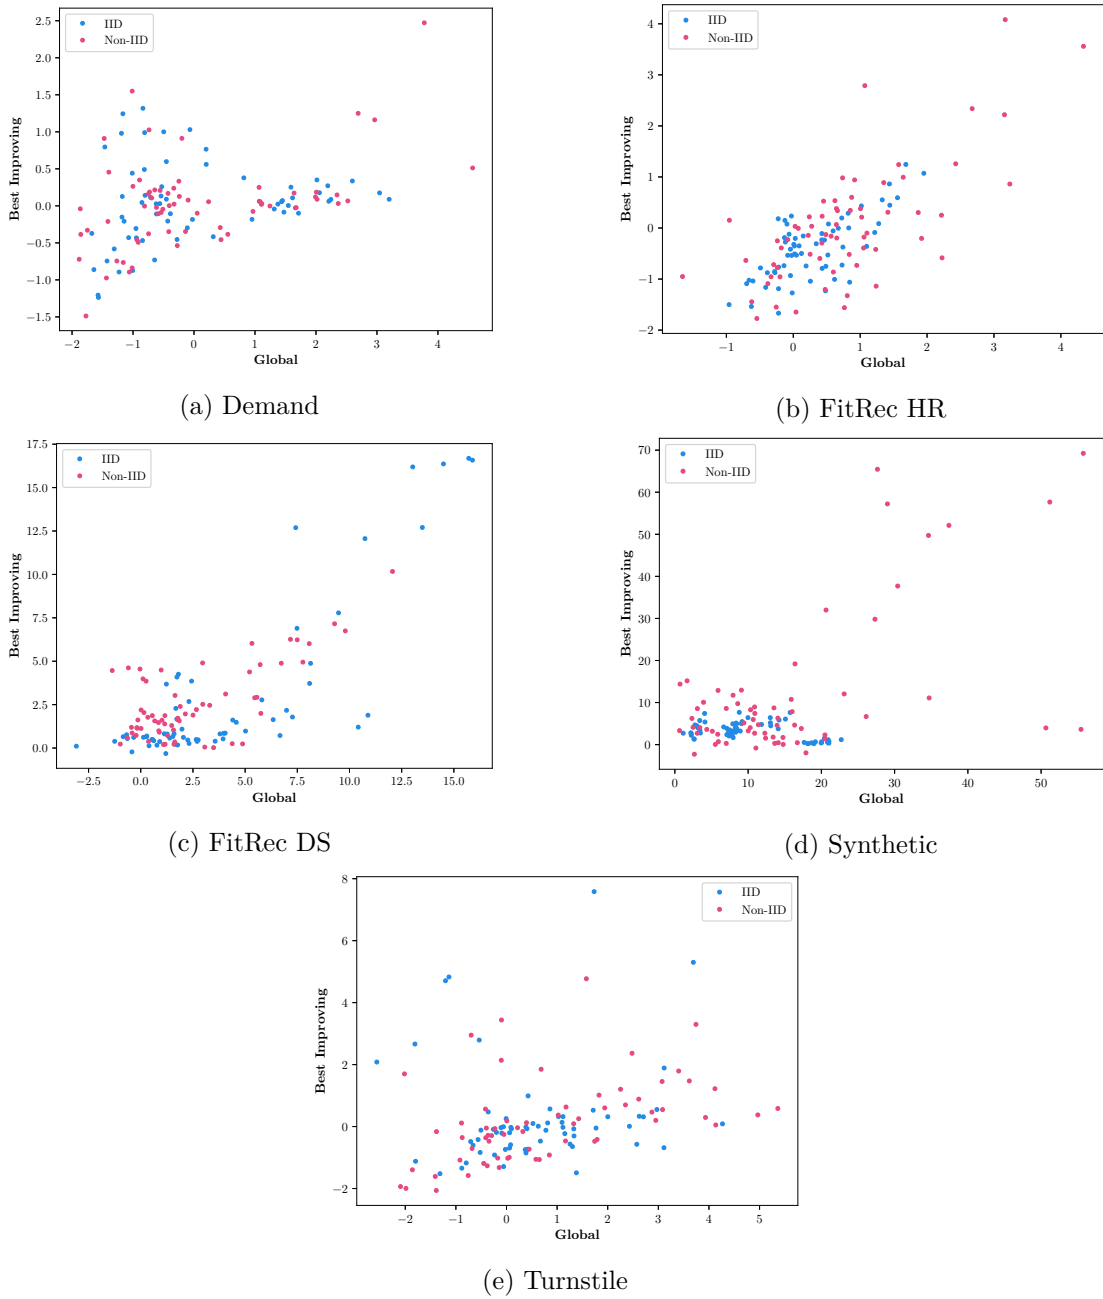 IID
Non-IID
2.5
2.0
1.5
1.0
0.5
0.0
−0.5
−1.0
−1.5
Best Improving
−2 −1 0 1 2 3 4
Global
(a) Demand
IID
Non-IID
4
3
2
1
0
−1
−2
Best Improving
−1 0 1 2 3 4
Global
(b) FitRec HR
IID
Non-IID
17.5
15.0
12.5
10.0
7.5
5.0
2.5
0.0
Best Improving
−2.5 0.0 2.5 5.0 7.5 10.0 12.5 15.0
Global
(c) FitRec DS
IID
Non-IID
70
60
50
40
30
20
10
0
Best Improving
0 10 20 30 40 50
Global
(d) Synthetic
IID
Non-IID
8
6
4
2
0
−2
Best Improving
−2 −1 0 1 2 3 4 5
Global
(e) Turnstile